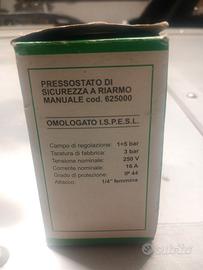 PRESSOSTATO DI
SICUREZZA A RIARMO
MANUALE cod. 625000
OMOLOGATO I.S.P.E.S.L.
Campo di regolazione: 1÷5 bar
Taratura di fabbrica: 3 bar
Tensione nominale: 250 V
Corrente nominale: 16 A
Grado di protezione: IP 44
Attacco: 1/4" femmina
subito.it